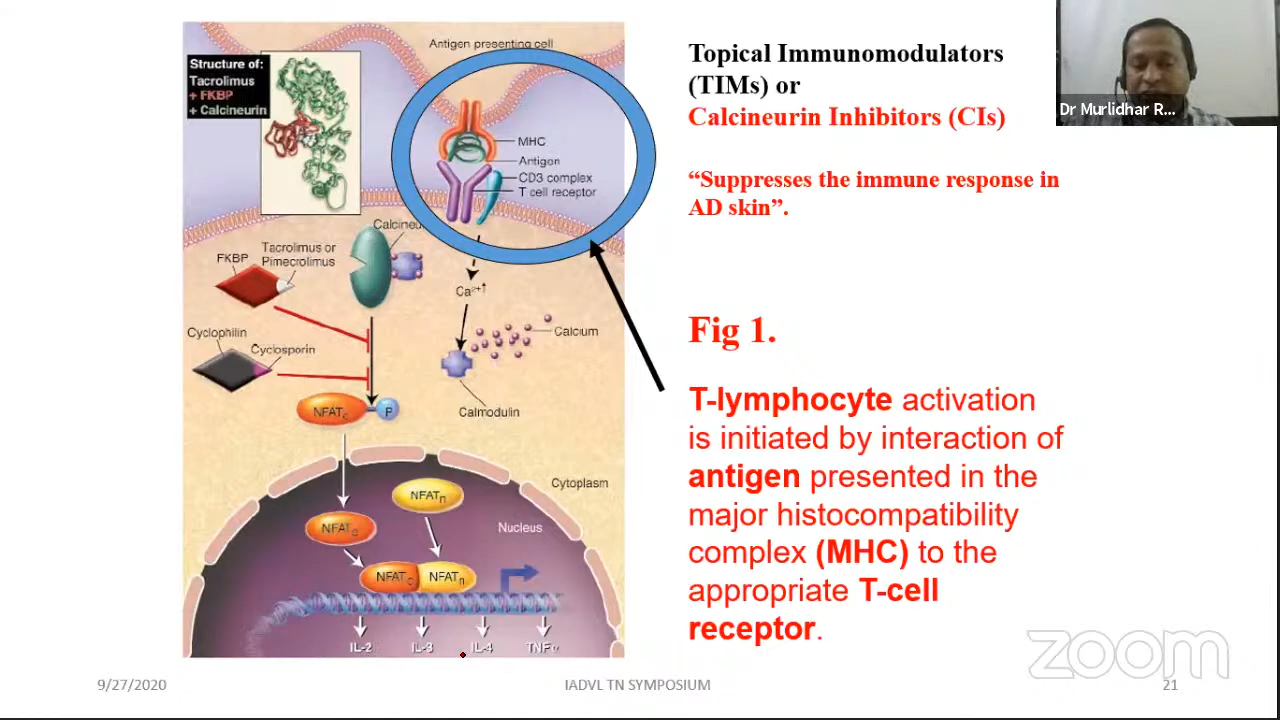 Antigen presenting cell
Structure of:
Tacrolimus
+ FKBP
+ Calcineurin
MHC
Antigen
CD3 complex
T cell receptor
Tacrolimus or
Pimecrolimus
FKBP
Ca2+↑
Calcium
Cyclophilin
Cyclosporin
Calmodulin
NFATc
P
Cytoplasm
NFATn
Nucleus
NFATc
NFATc
NFATn
IL-2
IL-3
IL-4
TNFα
Topical Immunomodulators
(TIMs) or
Calcineurin Inhibitors (CIs)
“Suppresses the immune response in
AD skin”.
Fig 1.
T-lymphocyte activation
is initiated by interaction of
antigen presented in the
major histocompatibility
complex (MHC) to the
appropriate T-cell
receptor.
Dr Murlidhar R...
zoom
9/27/2020
IADVL TN SYMPOSIUM
21